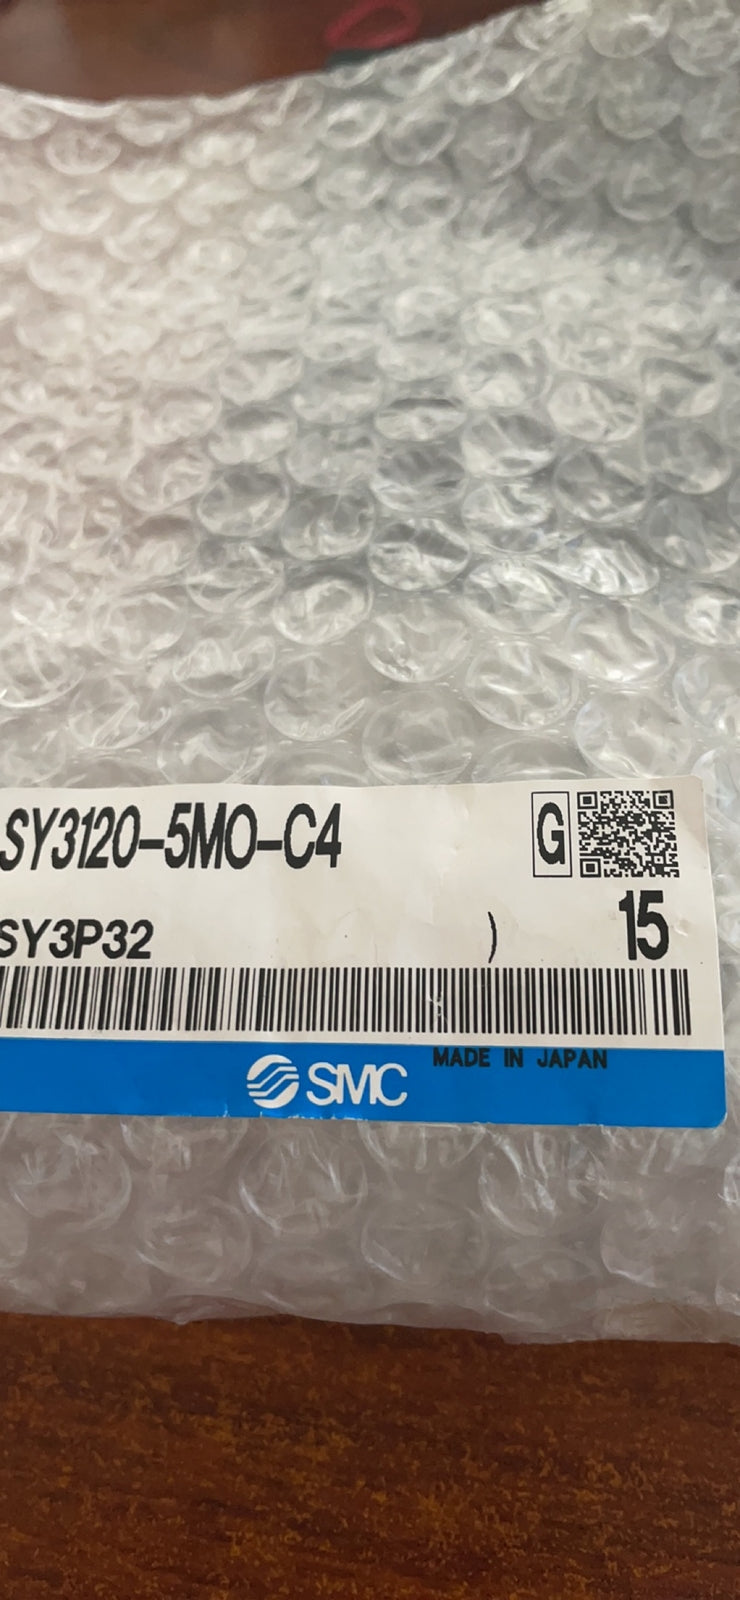 SY3120-5MO-C4
G
SY3P32 ) 15
SMC
MADE IN JAPAN